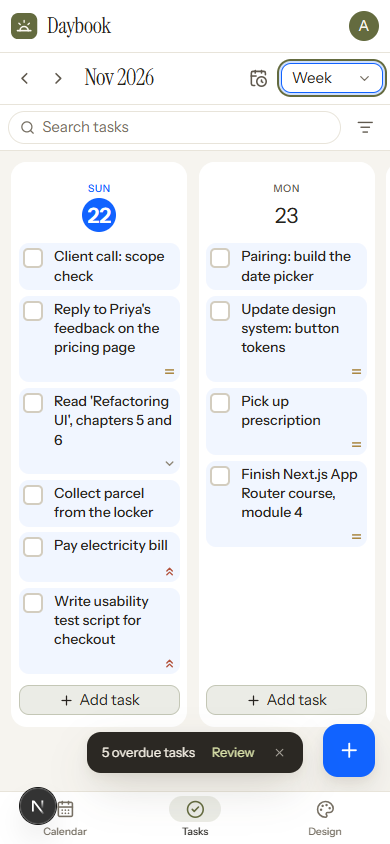 Daybook
A
Nov 2026
Week
Search tasks
SUN
22
Client call: scope
check
Reply to Priya's
feedback on the
pricing page
Read 'Refactoring
UI', chapters 5 and
6
Collect parcel
from the locker
Pay electricity bill
Write usability
test script for
checkout
+ Add task
MON
23
Pairing: build the
date picker
Update design
system: button
tokens
Pick up
prescription
Finish Next.js App
Router course,
module 4
+ Add task
5 overdue tasks Review
N
Calendar
Tasks
Design